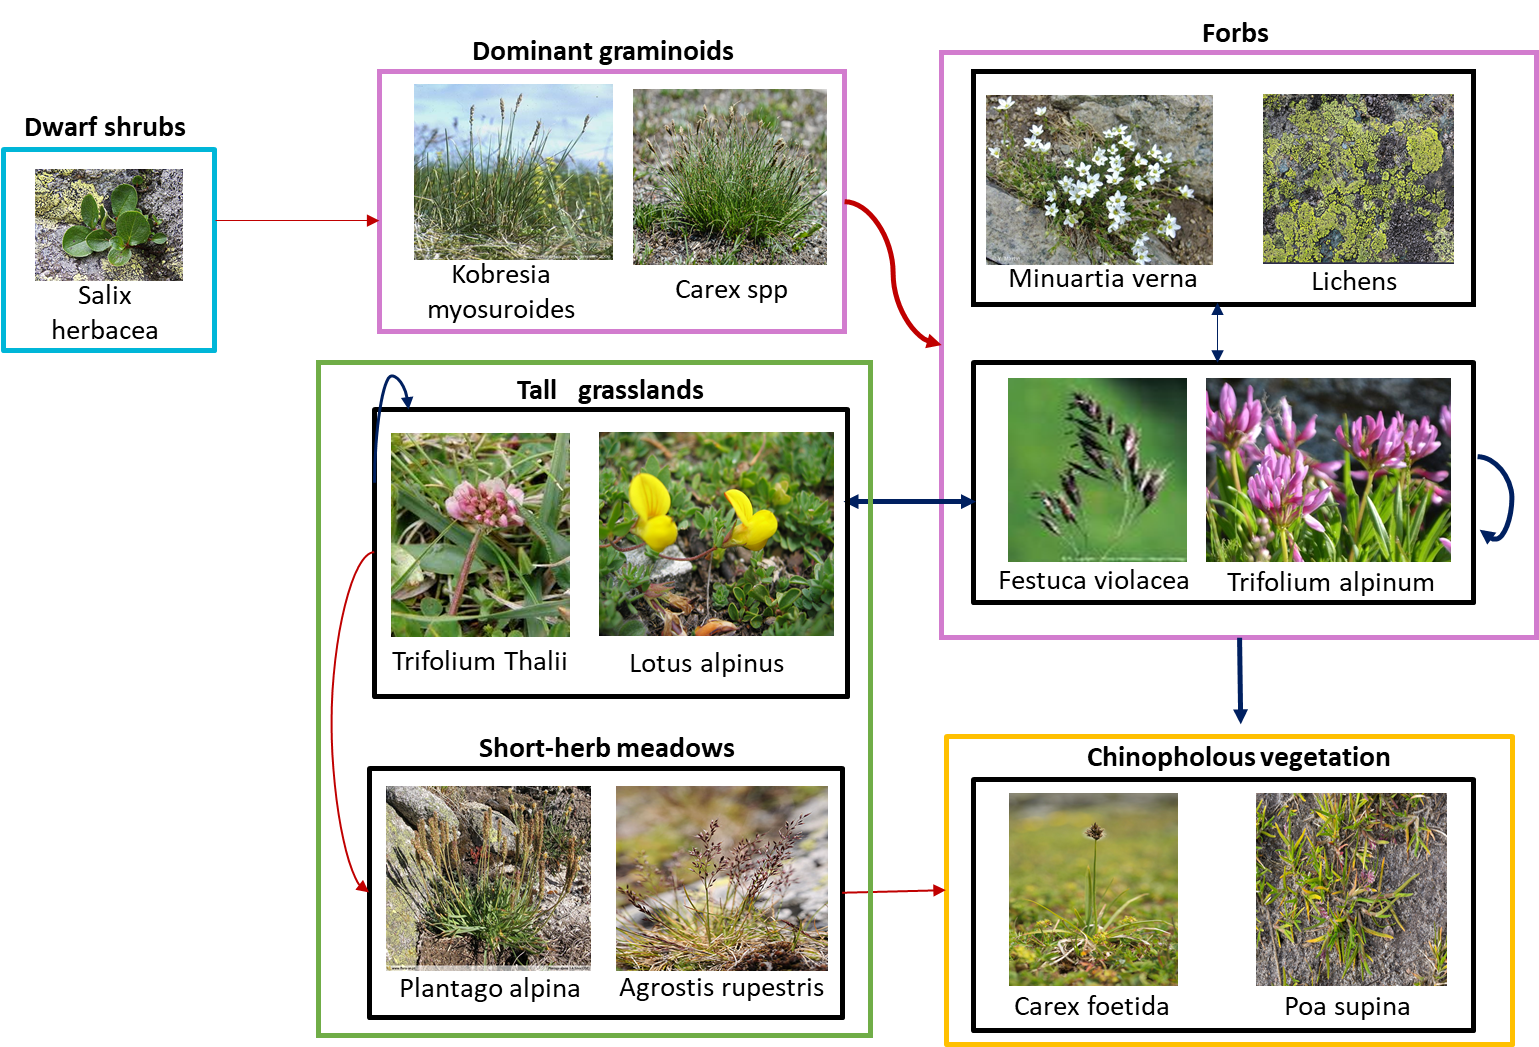 Forbs
Dominant graminoids
Dwarf shrubs
Kobresia
myosuroides
Carex spp
Minuartia verna
Lichens
Salix
herbacea
Tall grasslands
Festuca violacea
Trifolium alpinum
Trifolium Thalii
Lotus alpinus
Short-herb meadows
Chinopholous vegetation
Plantago alpina
Agrostis rupestris
Carex foetida
Poa supina